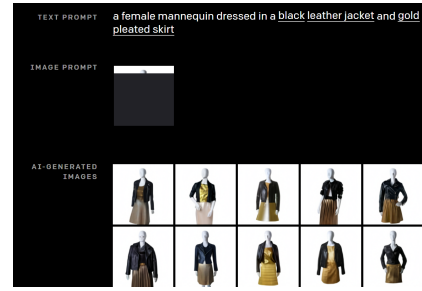 TEXT PROMPT
a female mannequin dressed in a black leather jacket and gold
pleated skirt
IMAGE PROMPT
AI-GENERATED
IMAGES